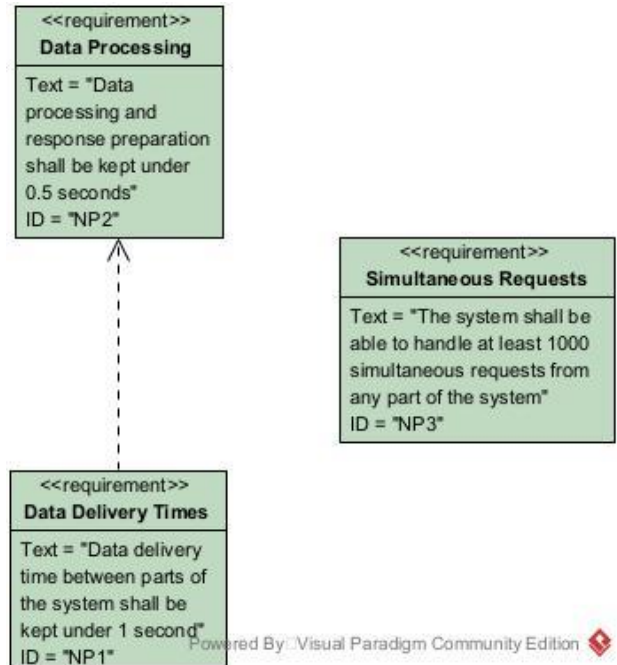 <<requirement>>
Data Processing
Text = "Data
processing and
response preparation
shall be kept under
0.5 seconds"
ID = "NP2"
<<requirement>>
Simultaneous Requests
Text = "The system shall be
able to handle at least 1000
simultaneous requests from
any part of the system"
ID = "NP3"
<<requirement>>
Data Delivery Times
Text = "Data delivery
time between parts of
the system shall be
kept under 1 second"
ID = "NP1"
Powered By Visual Paradigm Community Edition